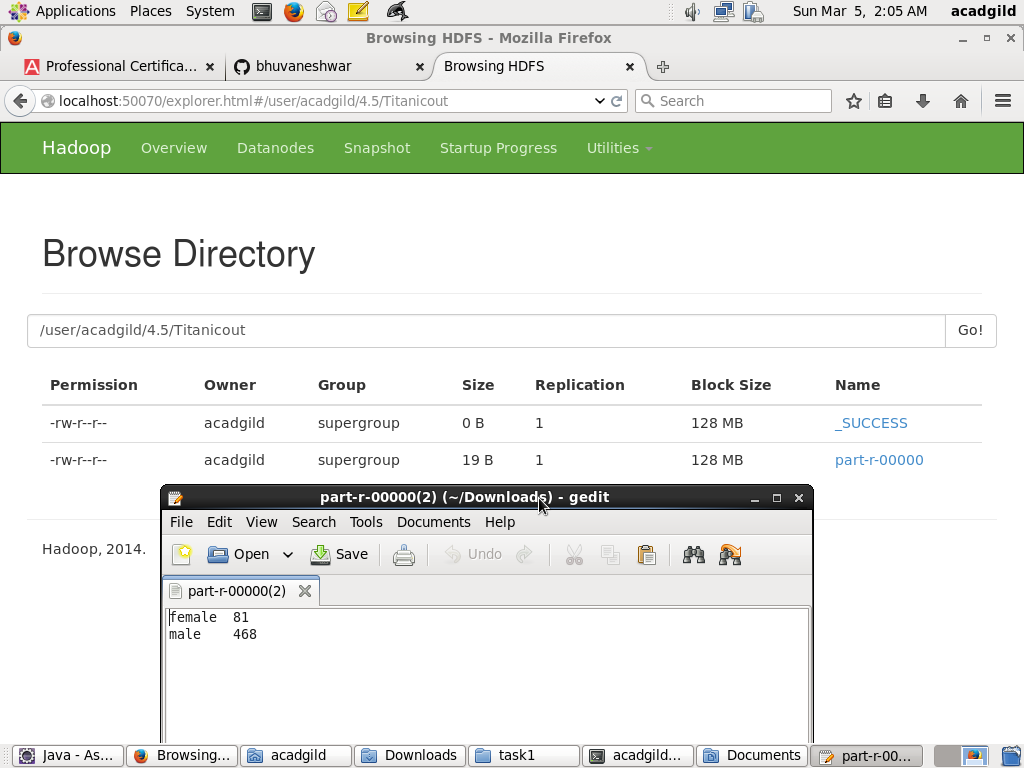 Applications Places System Sun Mar 5, 2:05 AM acadgild
Browsing HDFS - Mozilla Firefox
Professional Certifica... bhuvaneshwar Browsing HDFS
localhost:50070/explorer.html#/user/acadgild/4.5/Titanicout Search
Hadoop Overview Datanodes Snapshot Startup Progress Utilities
Browse Directory
/user/acadgild/4.5/Titanicout Go!
Permission Owner Group Size Replication Block Size Name
-rw-r--r-- acadgild supergroup 0 B 1 128 MB _SUCCESS
-rw-r--r-- acadgild supergroup 19 B 1 128 MB part-r-00000
part-r-00000(2) (~/Downloads) - gedit
File Edit View Search Tools Documents Help
Hadoop, 2014.
Open Save Undo
part-r-00000(2)
female 81
male 468
Java - As... Browsing... acadgild Downloads task1 acadgild... Documents part-r-00...